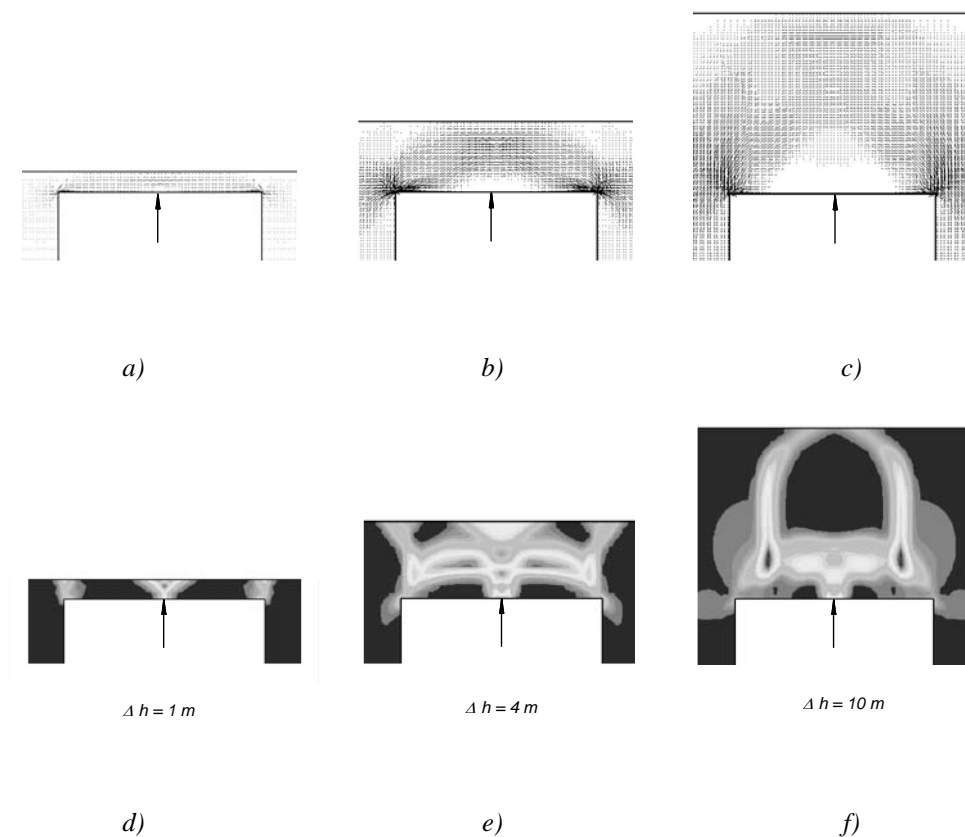 a) b) c)
Δ h = 1 m Δ h = 4 m Δ h = 10 m
d) e) f)